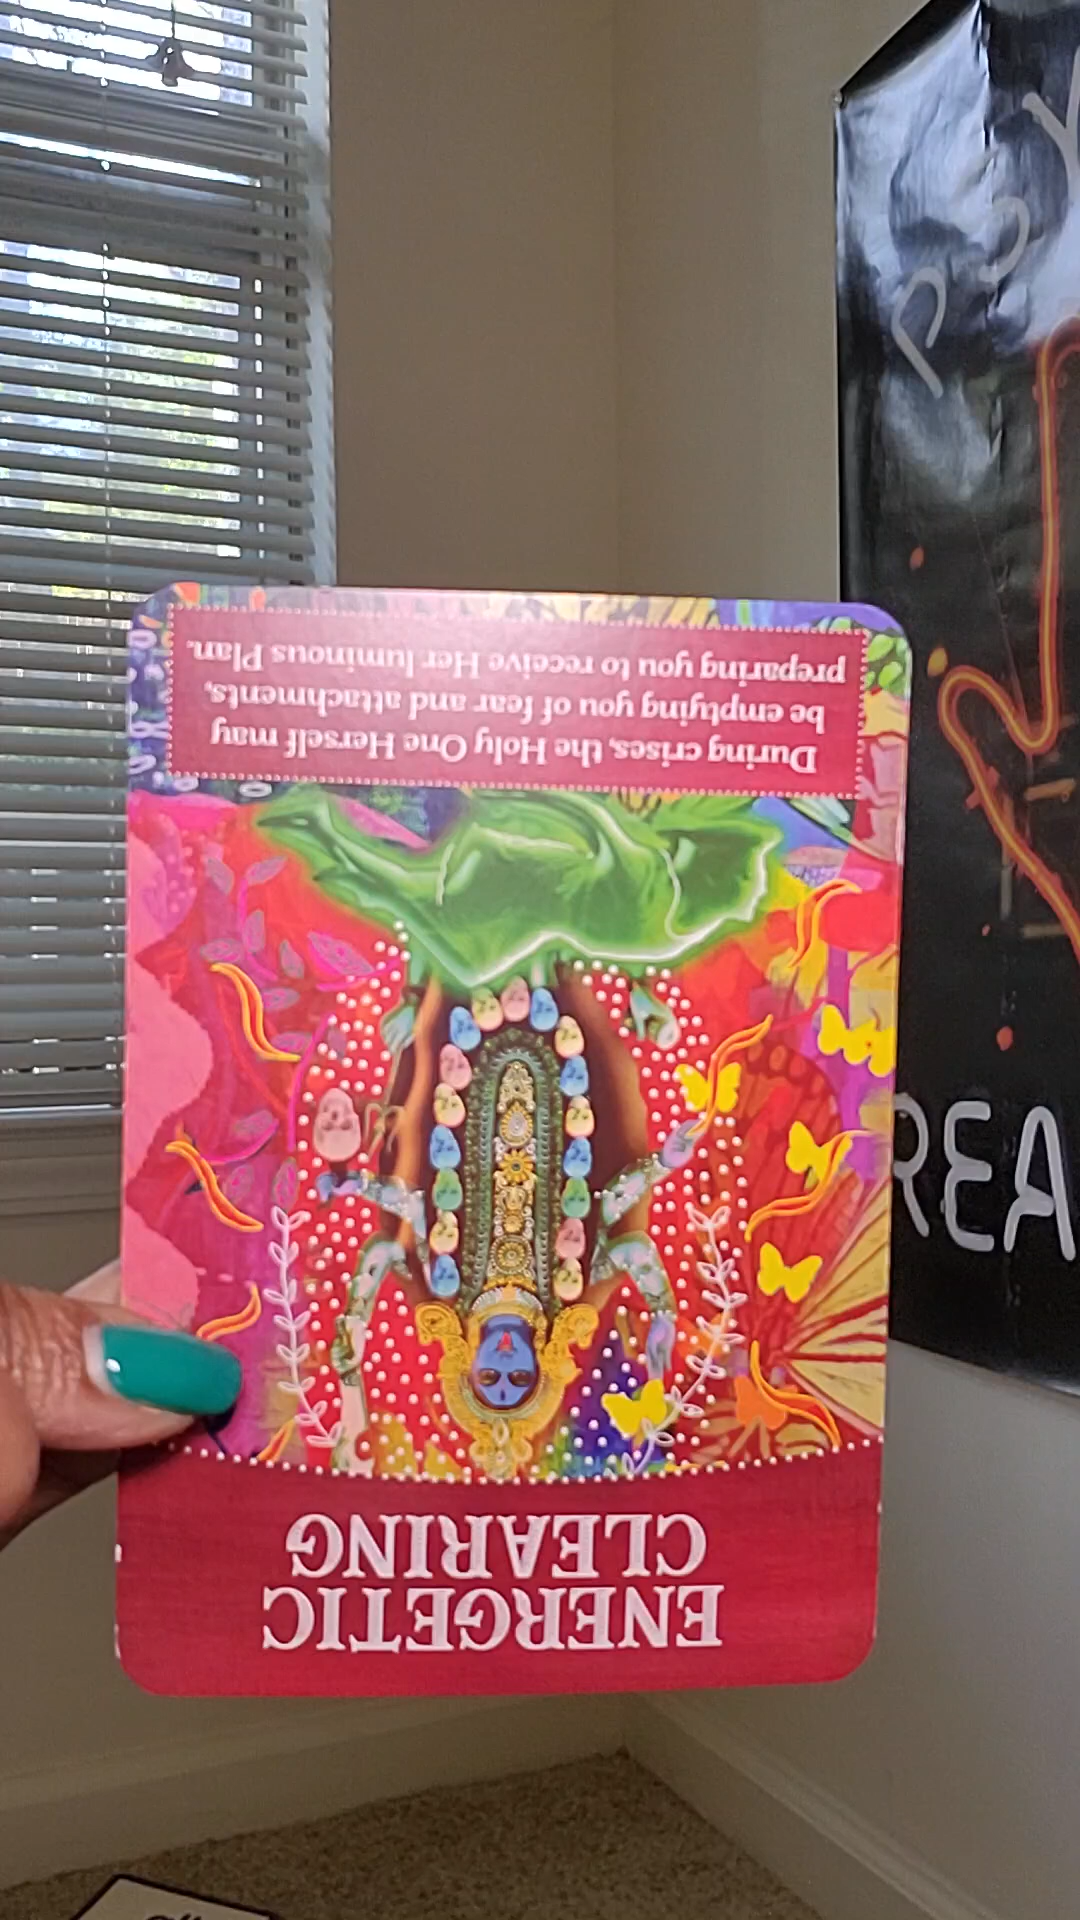 ENERGETIC
CLEARING
During crises, the Holy One Herself may
be emptying you of fear and attachments,
preparing you to receive Her luminous Plan.
REA